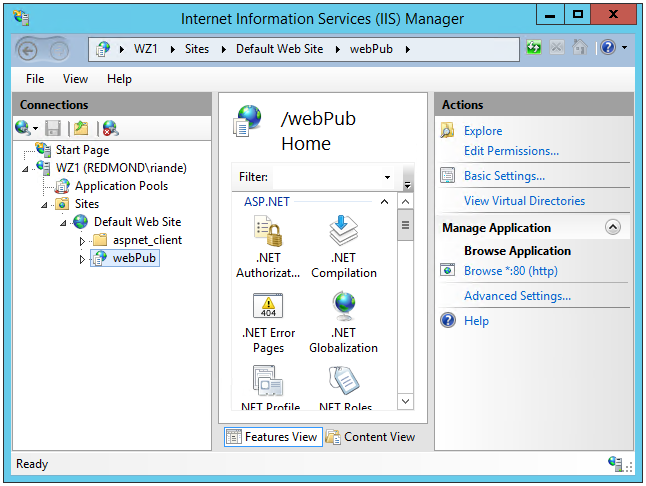 Internet Information Services (IIS) Manager
WZ1 Sites Default Web Site webPub
File View Help
Connections
Start Page
WZ1 (REDMOND\riande)
Application Pools
Sites
Default Web Site
aspnet_client
webPub
/webPub
Home
Filter:
ASP.NET
.NET
Authorizat...
.NET
Compilation
404
.NET Error
Pages
.NET
Globalization
.NET Profile
.NET Roles
Features View
Content View
Actions
Explore
Edit Permissions...
Basic Settings...
View Virtual Directories
Manage Application
Browse Application
Browse *:80 (http)
Advanced Settings...
Help
Ready